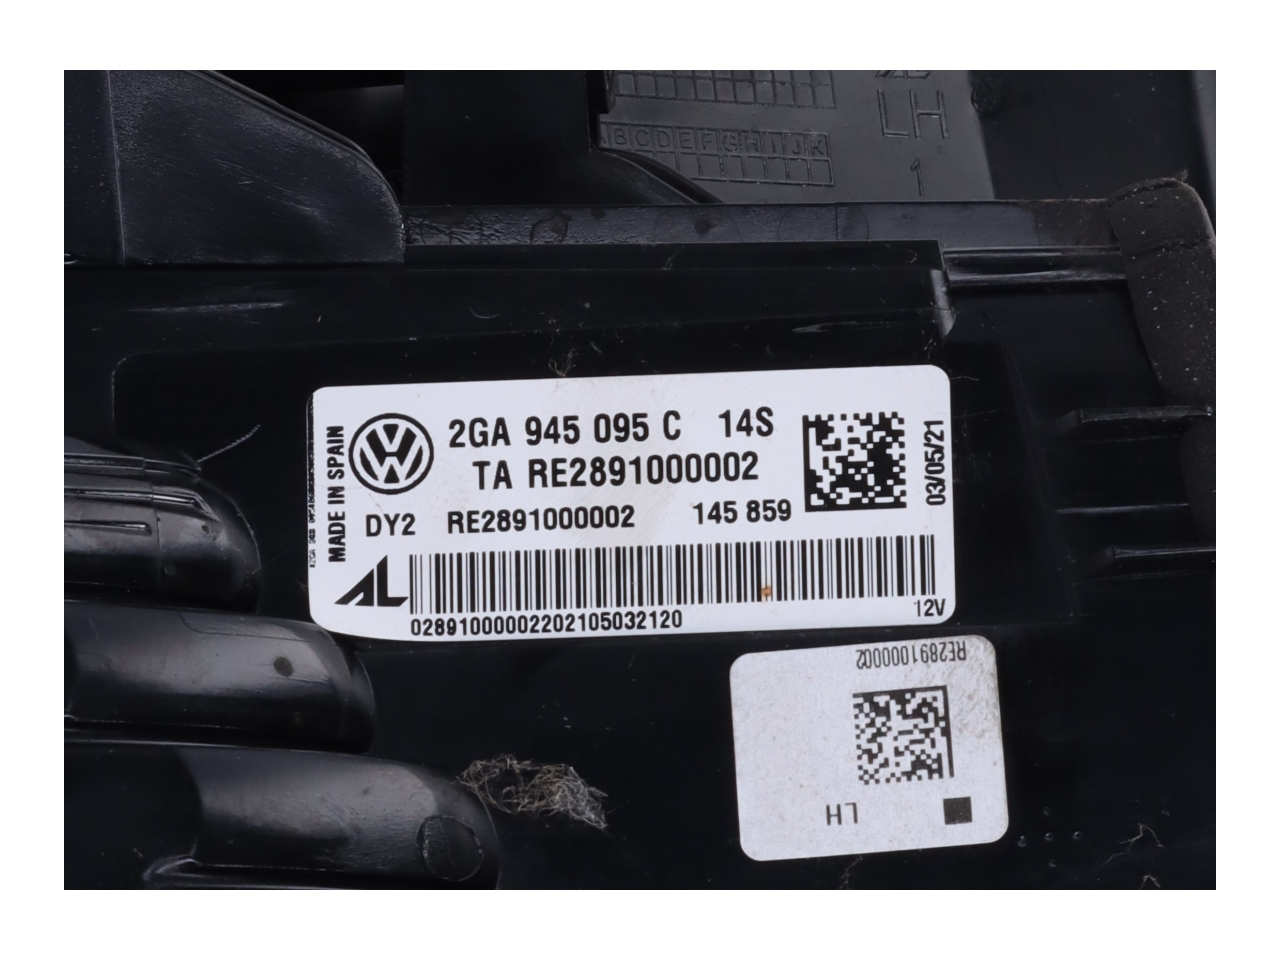 LH
ABCDEFGHIJK
1
MADE IN SPAIN
2GA 945 095 C 14S
TA RE2891000002
DY2 RE2891000002 145 859
03/05/21
AL
02891000002202105032120
12V
RE2891000002
LH